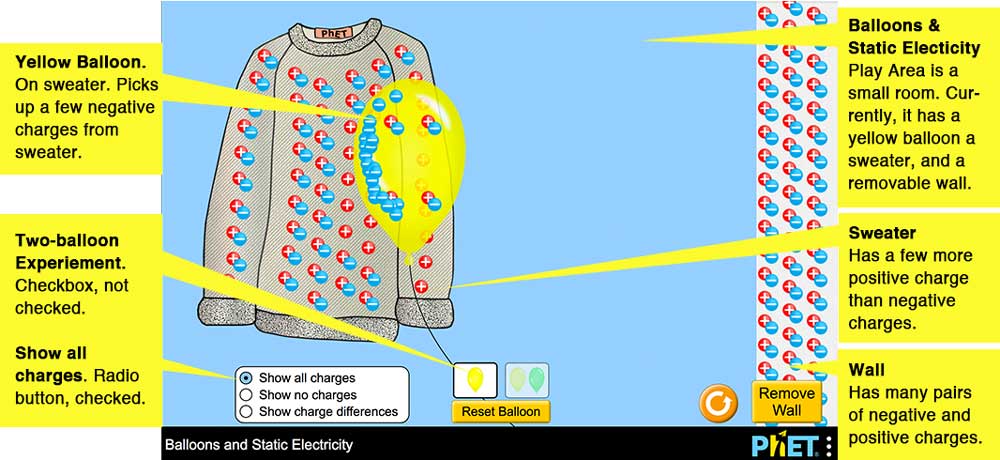 Yellow Balloon.
On sweater. Picks
up a few negative
charges from
sweater.
Two-balloon
Experiement.
Checkbox, not
checked.
Show all
charges. Radio
button, checked.
PhET
Show all charges
Show no charges
Show charge differences
Reset Balloon
Remove
Wall
Balloons and Static Electricity
PhET
Balloons &
Static Electicity
Play Area is a
small room. Cur-
rently, it has a
yellow balloon a
sweater, and a
removable wall.
Sweater
Has a few more
positive charge
than negative
charges.
Wall
Has many pairs
of negative and
positive charges.